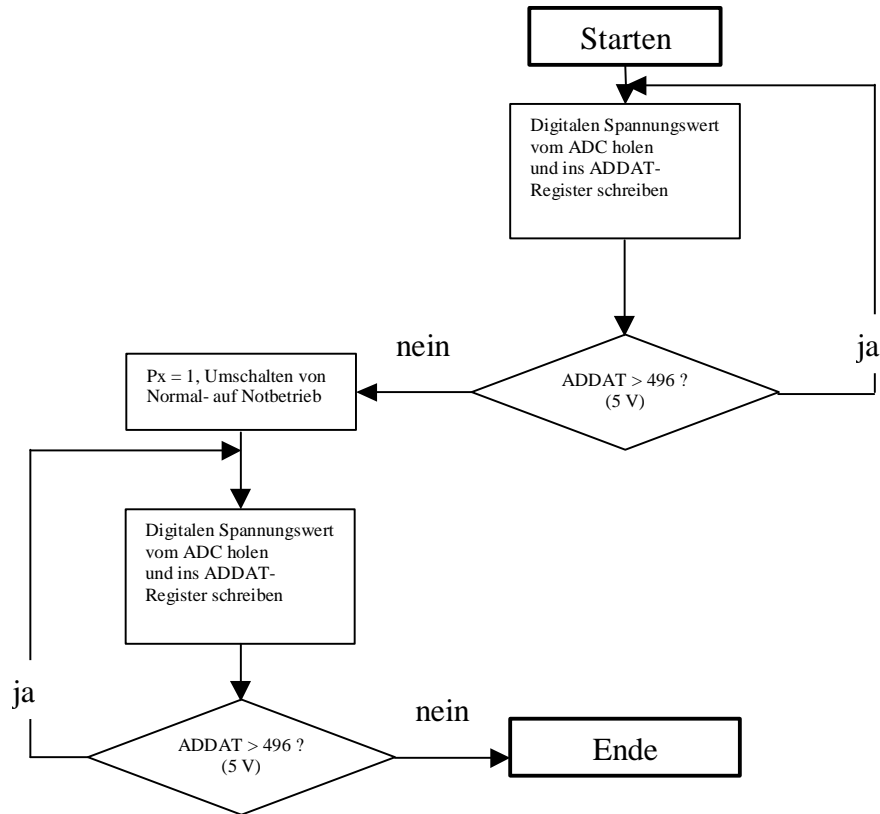 Starten
Digitalen Spannungswert
vom ADC holen
und ins ADDAT-
Register schreiben
nein
ja
ADDAT > 496 ?
(5 V)
Px = 1, Umschalten von
Normal- auf Notbetrieb
Digitalen Spannungswert
vom ADC holen
und ins ADDAT-
Register schreiben
ja
nein
ADDAT > 496 ?
(5 V)
Ende